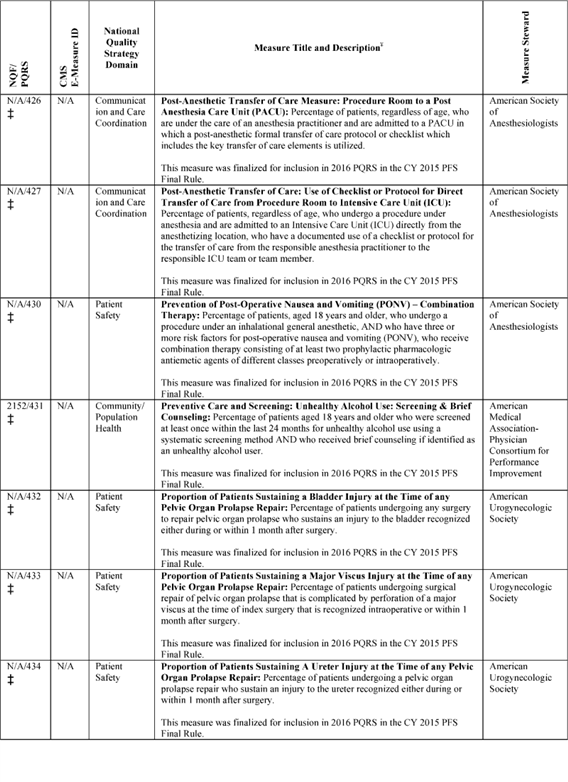 NQF/
PQRS
CMS
E-Measure ID
National
Quality
Strategy
Domain
Measure Title and Description¥
Measure Steward
N/A/426
‡
N/A
Communicat
ion and Care
Coordination
Post-Anesthetic Transfer of Care Measure: Procedure Room to a Post
Anesthesia Care Unit (PACU): Percentage of patients, regardless of age, who
are under the care of an anesthesia practitioner and are admitted to a PACU in
which a post-anesthetic formal transfer of care protocol or checklist which
includes the key transfer of care elements is utilized.
This measure was finalized for inclusion in 2016 PQRS in the CY 2015 PFS
Final Rule.
American Society
of
Anesthesiologists
N/A/427
‡
N/A
Communicat
ion and Care
Coordination
Post-Anesthetic Transfer of Care: Use of Checklist or Protocol for Direct
Transfer of Care from Procedure Room to Intensive Care Unit (ICU):
Percentage of patients, regardless of age, who undergo a procedure under
anesthesia and are admitted to an Intensive Care Unit (ICU) directly from the
anesthetizing location, who have a documented use of a checklist or protocol for
the transfer of care from the responsible anesthesia practitioner to the
responsible ICU team or team member.
This measure was finalized for inclusion in 2016 PQRS in the CY 2015 PFS
Final Rule.
American Society
of
Anesthesiologists
N/A/430
‡
N/A
Patient
Safety
Prevention of Post-Operative Nausea and Vomiting (PONV) – Combination
Therapy: Percentage of patients, aged 18 years and older, who undergo a
procedure under an inhalational general anesthetic, AND who have three or
more risk factors for post-operative nausea and vomiting (PONV), who receive
combination therapy consisting of at least two prophylactic pharmacologic
antiemetic agents of different classes preoperatively or intraoperatively.
This measure was finalized for inclusion in 2016 PQRS in the CY 2015 PFS
Final Rule.
American Society
of
Anesthesiologists
2152/431
‡
N/A
Community/
Population
Health
Preventive Care and Screening: Unhealthy Alcohol Use: Screening & Brief
Counseling: Percentage of patients aged 18 years and older who were screened
at least once within the last 24 months for unhealthy alcohol use using a
systematic screening method AND who received brief counseling if identified as
an unhealthy alcohol user.
This measure was finalized for inclusion in 2016 PQRS in the CY 2015 PFS
Final Rule.
American
Medical
Association-
Physician
Consortium for
Performance
Improvement
N/A/432
‡
N/A
Patient
Safety
Proportion of Patients Sustaining a Bladder Injury at the Time of any
Pelvic Organ Prolapse Repair: Percentage of patients undergoing any surgery
to repair pelvic organ prolapse who sustains an injury to the bladder recognized
either during or within 1 month after surgery.
This measure was finalized for inclusion in 2016 PQRS in the CY 2015 PFS
Final Rule.
American
Urogynecologic
Society
N/A/433
‡
N/A
Patient
Safety
Proportion of Patients Sustaining a Major Viscus Injury at the Time of any
Pelvic Organ Prolapse Repair: Percentage of patients undergoing surgical
repair of pelvic organ prolapse that is complicated by perforation of a major
viscus at the time of index surgery that is recognized intraoperative or within 1
month after surgery.
This measure was finalized for inclusion in 2016 PQRS in the CY 2015 PFS
Final Rule.
American
Urogynecologic
Society
N/A/434
‡
N/A
Patient
Safety
Proportion of Patients Sustaining A Ureter Injury at the Time of any Pelvic
Organ Prolapse Repair: Percentage of patients undergoing a pelvic organ
prolapse repair who sustain an injury to the ureter recognized either during or
within 1 month after surgery.
This measure was finalized for inclusion in 2016 PQRS in the CY 2015 PFS
Final Rule.
American
Urogynecologic
Society